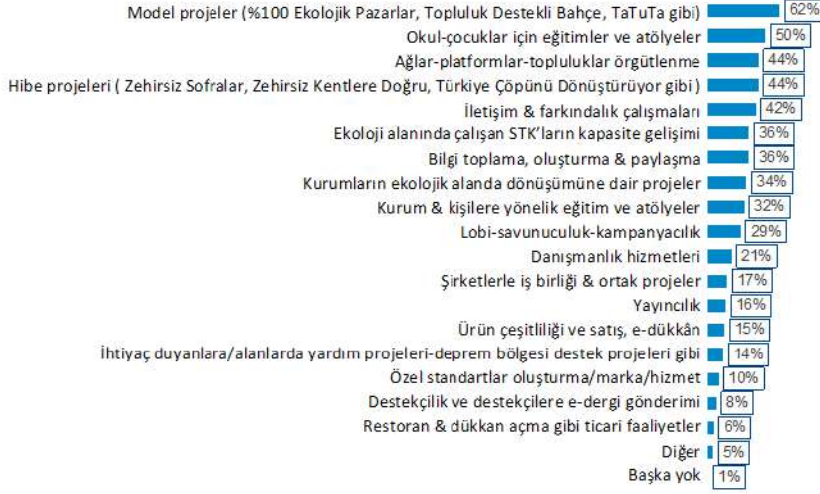 Model projeler (%100 Ekolojik Pazarlar, Topluluk Destekli Bahçe, TaTuTa gibi) 62%
Okul-çocuklar için eğitimler ve atölyeler 50%
Ağlar-platformlar-topluluklar örgütlenme 44%
Hibe projeleri ( Zehirsiz Sofralar, Zehirsiz Kentlere Doğru, Türkiye Çöpünü Dönüştürüyor gibi ) 44%
İletişim & farkındalık çalışmaları 42%
Ekoloji alanında çalışan STK'ların kapasite gelişimi 36%
Bilgi toplama, oluşturma & paylaşma 36%
Kurumların ekolojik alanda dönüşümüne dair projeler 34%
Kurum & kişilere yönelik eğitim ve atölyeler 32%
Lobi-savunuculuk-kampanyacılık 29%
Danışmanlık hizmetleri 21%
Şirketlerle iş birliği & ortak projeler 17%
Yayıncılık 16%
Ürün çeşitliliği ve satış, e-dükkân 15%
İhtiyaç duyanlara/alanlarda yardım projeleri-deprem bölgesi destek projeleri gibi 14%
Özel standartlar oluşturma/marka/hizmet 10%
Destekçilik ve destekçilere e-dergi gönderimi 8%
Restoran & dükkan açma gibi ticari faaliyetler 6%
Diğer 5%
Başka yok 1%